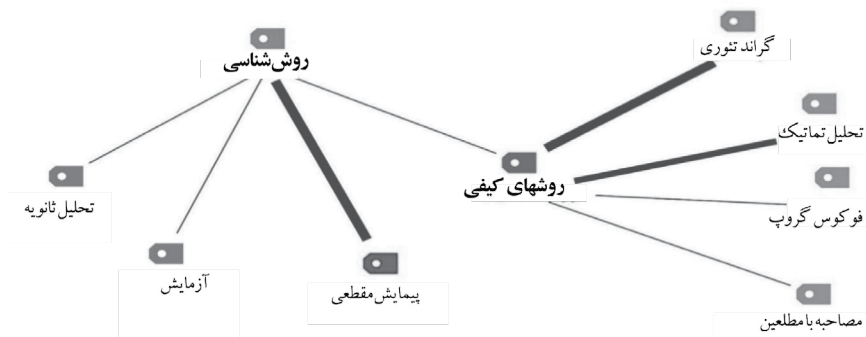 گراند تئوری
روش‌شناسی
تحلیل تماتیک
روشهای کیفی
فوکوس گروپ
تحلیل ثانویه
آزمایش
پیمایش مقطعی
مصاحبه با مطلعین